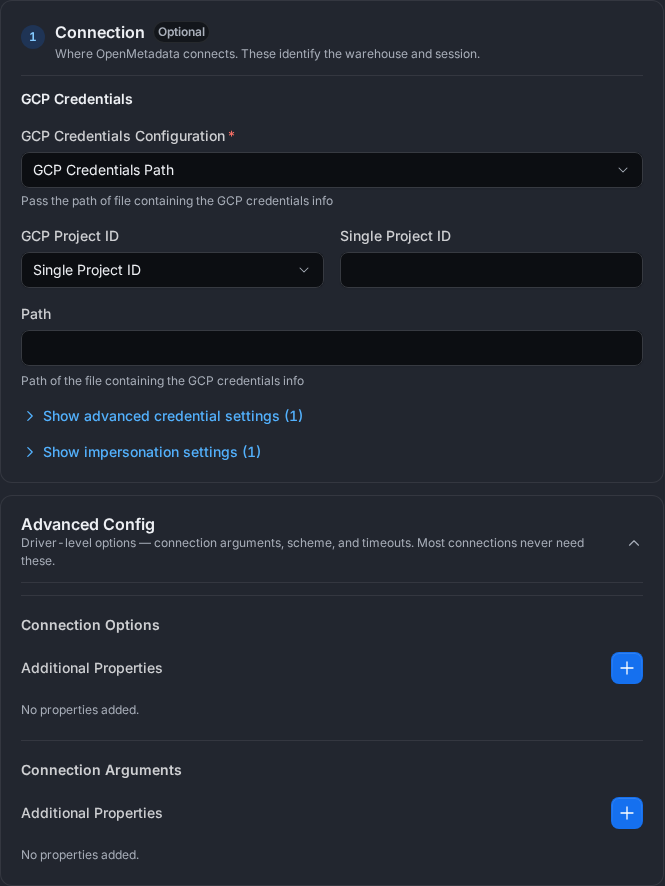 1 Connection Optional
Where OpenMetadata connects. These identify the warehouse and session.
GCP Credentials
GCP Credentials Configuration *
GCP Credentials Path
Pass the path of file containing the GCP credentials info
GCP Project ID Single Project ID
Single Project ID
Path
Path of the file containing the GCP credentials info
Show advanced credential settings (1)
Show impersonation settings (1)
Advanced Config
Driver-level options — connection arguments, scheme, and timeouts. Most connections never need
these.
Connection Options
Additional Properties
No properties added.
Connection Arguments
Additional Properties
No properties added.